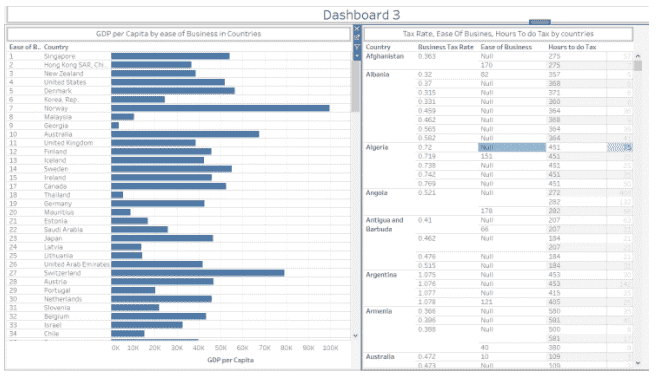 Dashboard 3
GDP per Capita by ease of Business in Countries
Ease of B.. Country
1 Singapore
2 Hong Kong SAR, CN..
3 New Zealand
4 United States
5 Denmark
6 Korea, Rep
7 Norway
8 Malaysia
9 Georgia
10 Australia
11 United Kingdom
12 Finland
13 Iceland
14 Sweden
15 Ireland
17 Canada
18 Thailand
19 Germany
20 Mauritius
21 Estonia
22 Saudi Arabia
23 Japan
24 Latvia
25 Lithuania
26 United Arab Emirates
27 Switzerland
28 Austria
29 Portugal
30 Netherlands
31 Slovenia
32 Belgium
33 Israel
34 Chile
0K 10K 20K 30K 40K 50K 60K 70K 80K 90K 100K
GDP per Capita
Tax Rate, Ease Of Busines, Hours To do Tax by countries
Country Business Tax Rate Ease of Business Hours to do Tax
Afghanistan 0.363 Null 275
170 275
Albania 0.32 82 357
0.37 Null 368
0.315 Null 371
0.331 Null 360
0.459 Null 364
0.462 Null 368
0.565 Null 364
0.582 Null 364
Algeria 0.72 Null 451 75
0.719 151 451
0.738 Null 451
0.742 Null 451
0.769 Null 451
Angola 0.521 Null 272
282
178 282
Antigua and Barbuda 0.41 Null 207
66 207
0.462 Null 184
207
0.476 Null 184
0.515 Null 184
Argentina 1.075 Null 453
1.076 Null 453
1.077 Null 415
1.078 121 405
Armenia 0.366 Null 580
0.386 Null 581
0.388 Null 500
581
45 380
Australia 0.472 10 109
0.473 Null 109